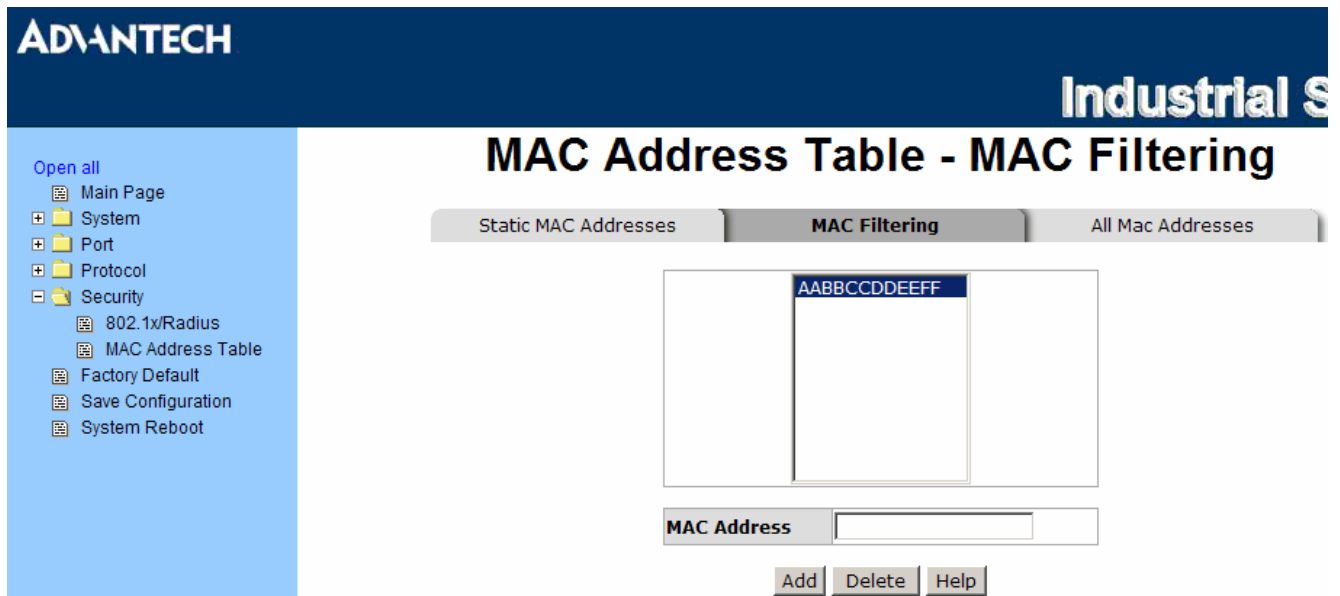 ADVANTECH
Industrial S
Open all
Main Page
System
Port
Protocol
Security
802.1x/Radius
MAC Address Table
Factory Default
Save Configuration
System Reboot
MAC Address Table - MAC Filtering
Static MAC Addresses
MAC Filtering
All Mac Addresses
AABBCCDDEEFF
MAC Address
Add
Delete
Help